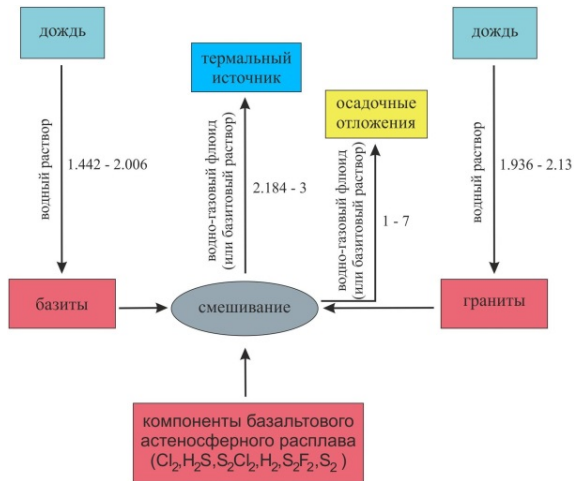 дождь
дождь
термальный
источник
осадочные
отложения
водный раствор
1.442 - 2.006
водно-газовый флюид
(или базитовый раствор)
2.184 - 3
водно-газовый флюид
(или базитовый раствор)
1 - 7
водный раствор
1.936 - 2.13
базиты
смешивание
граниты
компоненты базальтового
астеносферного расплава
(Cl₂,H₂S,S₂Cl₂,H₂,S₂F₂,S₂ )